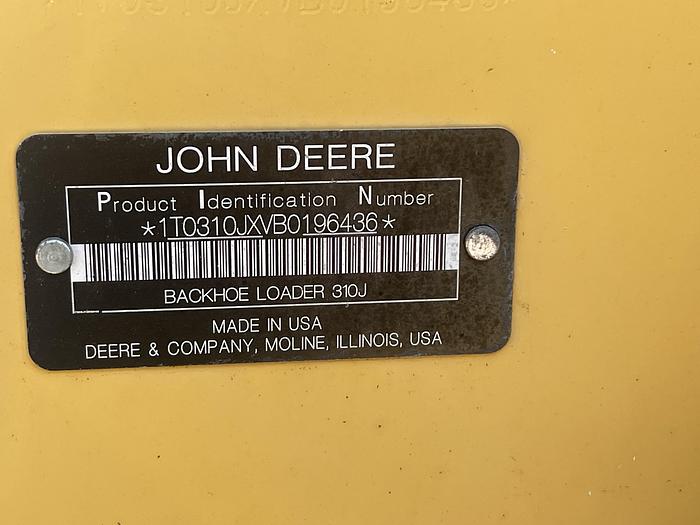 JOHN DEERE
Product Identification Number
*1T0310JXVB0196436*
BACKHOE LOADER 310J
MADE IN USA
DEERE & COMPANY, MOLINE, ILLINOIS, USA